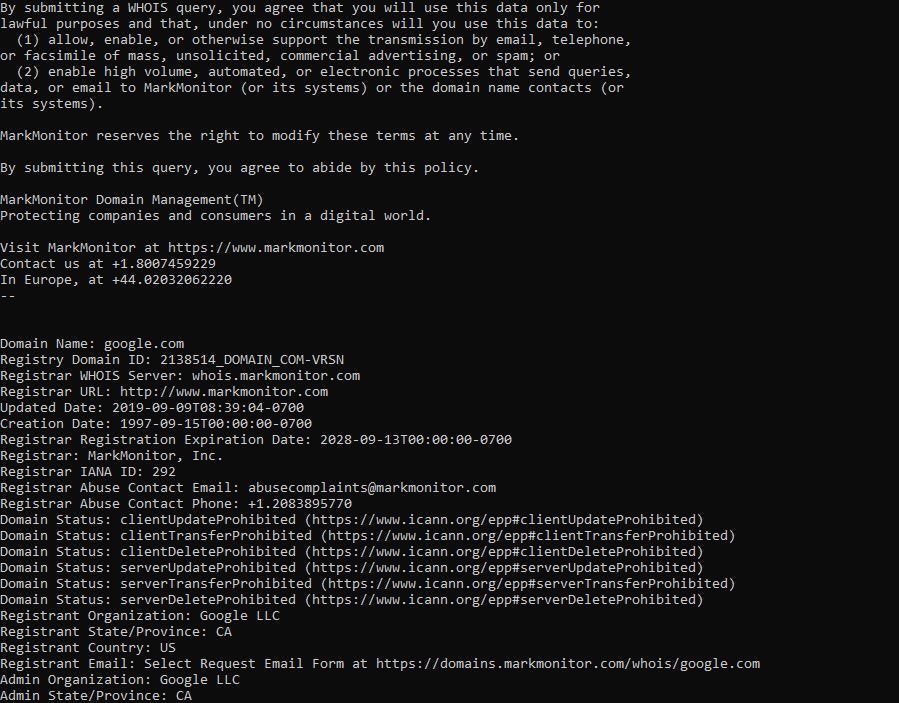 By submitting a WHOIS query, you agree that you will use this data only for
lawful purposes and that, under no circumstances will you use this data to:
  (1) allow, enable, or otherwise support the transmission by email, telephone,
or facsimile of mass, unsolicited, commercial advertising, or spam; or
  (2) enable high volume, automated, or electronic processes that send queries,
data, or email to MarkMonitor (or its systems) or the domain name contacts (or
its systems).

MarkMonitor reserves the right to modify these terms at any time.

By submitting this query, you agree to abide by this policy.

MarkMonitor Domain Management(TM)
Protecting companies and consumers in a digital world.

Visit MarkMonitor at https://www.markmonitor.com
Contact us at +1.8007459229
In Europe, at +44.02032062220
--

Domain Name: google.com
Registry Domain ID: 2138514_DOMAIN_COM-VRSN
Registrar WHOIS Server: whois.markmonitor.com
Registrar URL: http://www.markmonitor.com
Updated Date: 2019-09-09T08:39:04-0700
Creation Date: 1997-09-15T00:00:00-0700
Registrar Registration Expiration Date: 2028-09-13T00:00:00-0700
Registrar: MarkMonitor, Inc.
Registrar IANA ID: 292
Registrar Abuse Contact Email: abusecomplaints@markmonitor.com
Registrar Abuse Contact Phone: +1.2083895770
Domain Status: clientUpdateProhibited (https://www.icann.org/epp#clientUpdateProhibited)
Domain Status: clientTransferProhibited (https://www.icann.org/epp#clientTransferProhibited)
Domain Status: clientDeleteProhibited (https://www.icann.org/epp#clientDeleteProhibited)
Domain Status: serverUpdateProhibited (https://www.icann.org/epp#serverUpdateProhibited)
Domain Status: serverTransferProhibited (https://www.icann.org/epp#serverTransferProhibited)
Domain Status: serverDeleteProhibited (https://www.icann.org/epp#serverDeleteProhibited)
Registrant Organization: Google LLC
Registrant State/Province: CA
Registrant Country: US
Registrant Email: Select Request Email Form at https://domains.markmonitor.com/whois/google.com
Admin Organization: Google LLC
Admin State/Province: CA